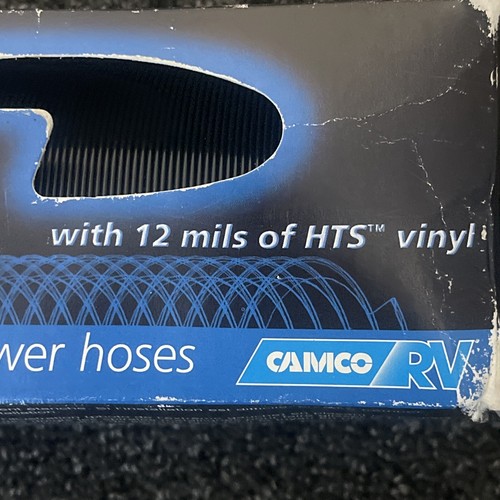 with 12 mils of HTS™ vinyl
wer hoses
CAMCO RV